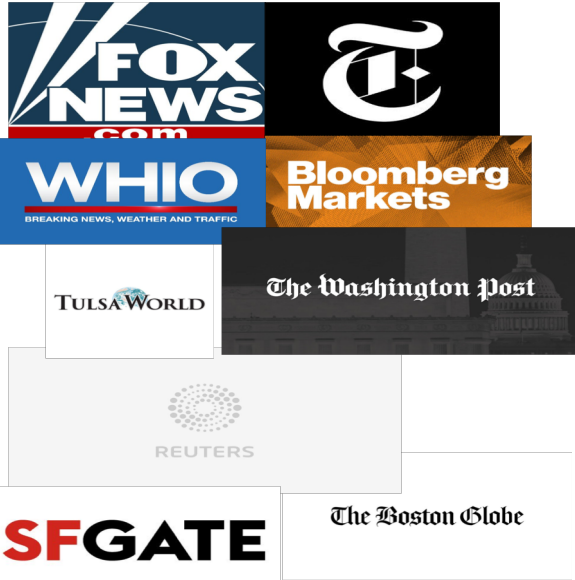 FOX
NEWS
.com
T
WHIO
BREAKING NEWS, WEATHER AND TRAFFIC
Bloomberg
Markets
TULSA WORLD
The Washington Post
REUTERS
SFGATE
The Boston Globe